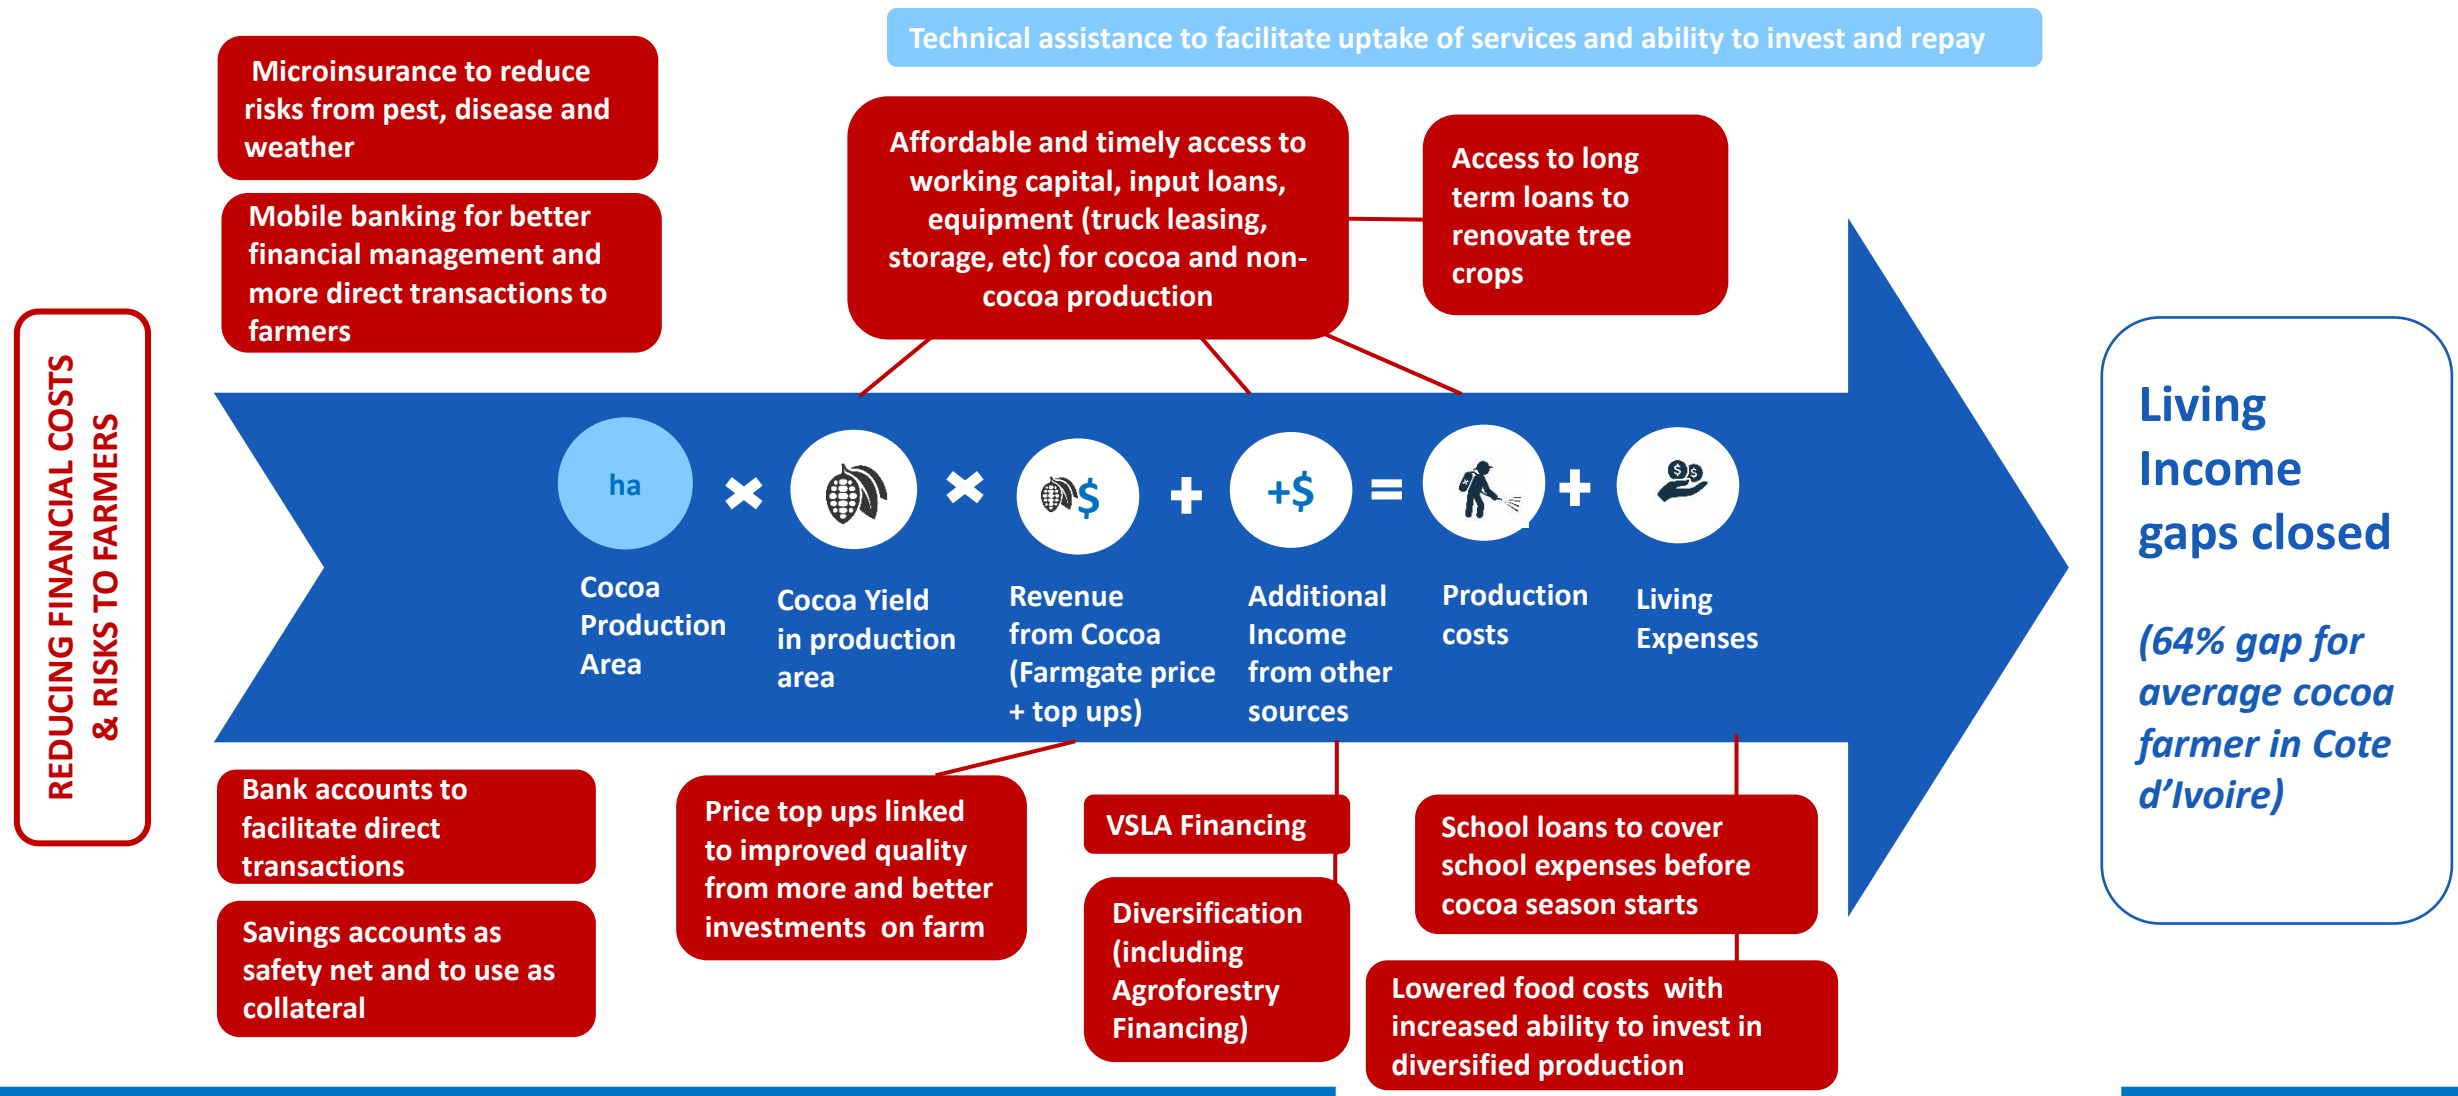 Technical assistance to facilitate uptake of services and ability to invest and repay
Microinsurance to reduce
risks from pest, disease and
weather
Mobile banking for better
financial management and
more direct transactions to
farmers
Affordable and timely access to
working capital, input loans,
equipment (truck leasing,
storage, etc) for cocoa and non-
cocoa production
Access to long
term loans to
renovate tree
crops
REDUCING FINANCIAL COSTS
& RISKS TO FARMERS
ha
$
+$
=
+
Cocoa
Production
Area
Cocoa Yield
in production
area
Revenue
from Cocoa
(Farmgate price
+ top ups)
Additional
Income
from other
sources
Production
costs
Living
Expenses
Living
Income
gaps closed
(64% gap for
average cocoa
farmer in Cote
d'Ivoire)
Bank accounts to
facilitate direct
transactions
Savings accounts as
safety net and to use as
collateral
Price top ups linked
to improved quality
from more and better
investments  on farm
VSLA Financing
Diversification
(including
Agroforestry
Financing)
School loans to cover
school expenses before
cocoa season starts
Lowered food costs  with
increased ability to invest in
diversified production